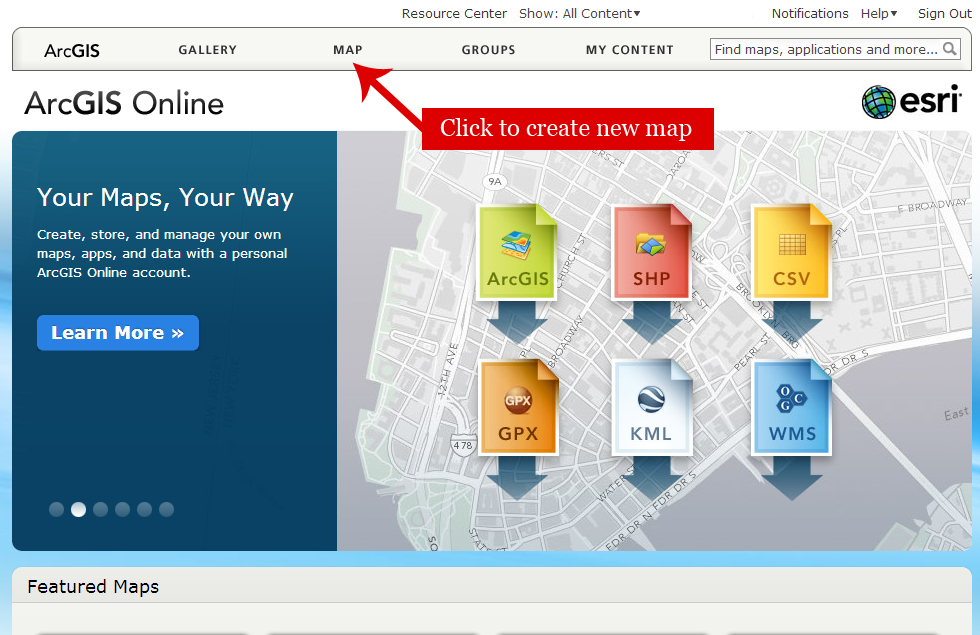 Resource Center Show: All Content▾ Notifications Help▾ Sign Out
ArcGIS GALLERY MAP GROUPS MY CONTENT Find maps, applications and more...
ArcGIS Online
esri
Click to create new map
Your Maps, Your Way
Create, store, and manage your own
maps, apps, and data with a personal
ArcGIS Online account.
Learn More »
9A
E BROADWAY
CHURCH ST
ArcGIS
SHP
CSV
12TH AVE
BROADWAY
PEARL ST
FDR DR S
GPX
GPX
KML
OGC
WMS
East
478
WATER
FDR DR N FDR DR S
Featured Maps